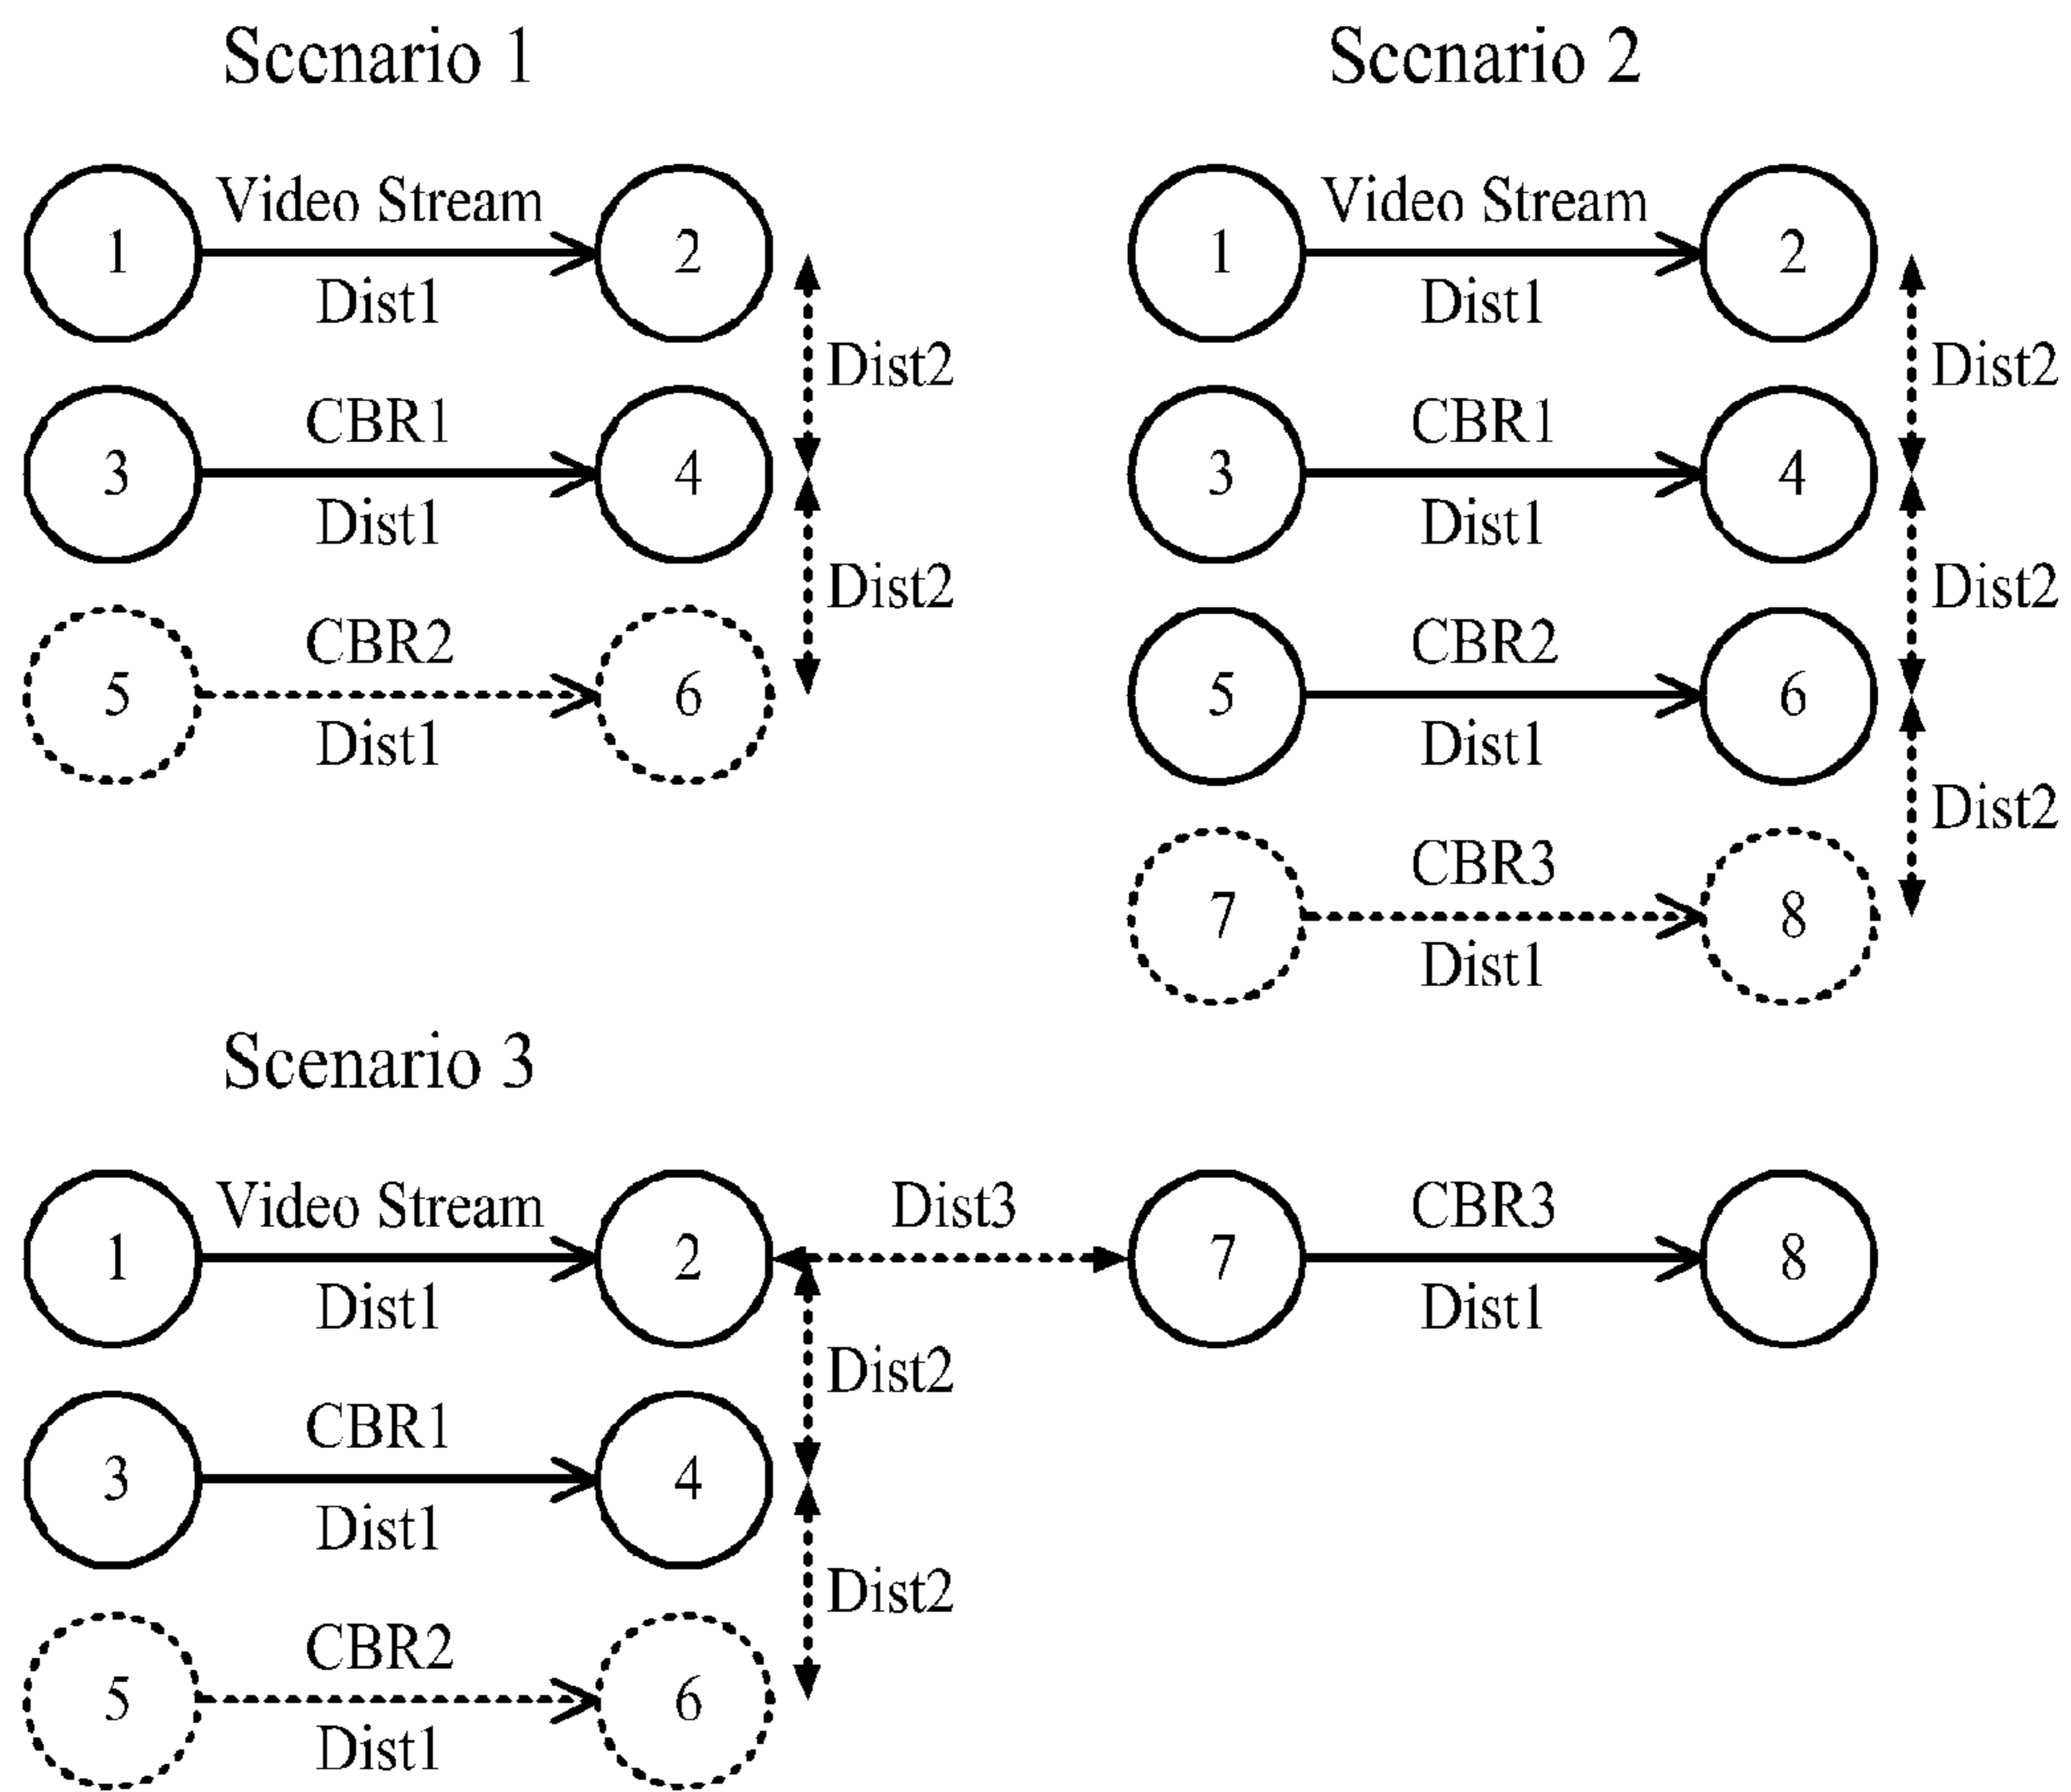 Sccnario 1
1
Video Stream
Dist1
2
Dist2
3
CBR1
Dist1
4
Dist2
5
CBR2
Dist1
6
Sccnario 2
1
Video Stream
Dist1
2
Dist2
3
CBR1
Dist1
4
Dist2
5
CBR2
Dist1
6
Dist2
7
CBR3
Dist1
8
Scenario 3
1
Video Stream
Dist1
2
Dist3
7
CBR3
Dist1
8
Dist2
3
CBR1
Dist1
4
Dist2
5
CBR2
Dist1
6